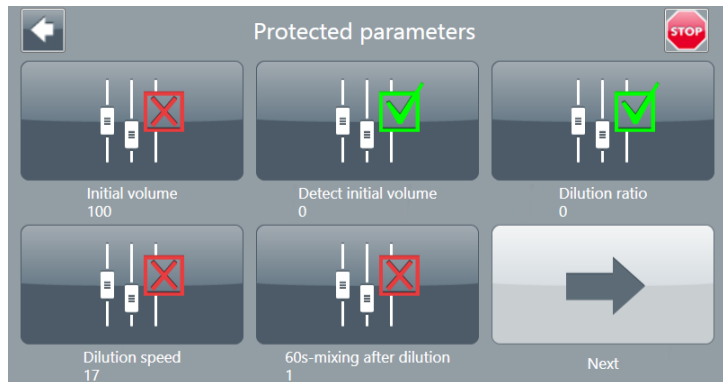 Protected parameters
STOP
Initial volume
100
Detect initial volume
0
Dilution ratio
0
Dilution speed
17
60s-mixing after dilution
1
Next